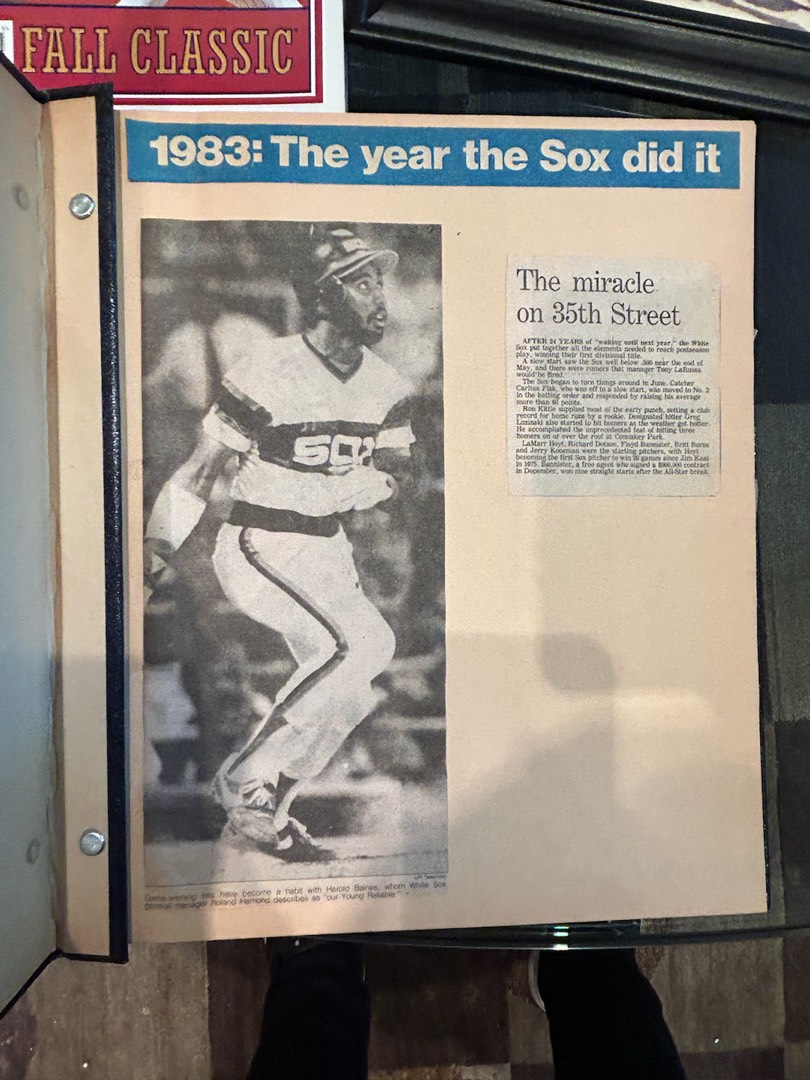 FALL CLASSIC
1983: The year the Sox did it
The miracle
on 35th Street
AFTER 24 YEARS of "waiting until next year," the White
Sox put together all the elements needed to reach postseason
play, winning their first divisional title.
A slow start saw the Sox well below .500 near the end of
May, and there were rumors that manager Tony LaRussa
would be fired.
The Sox began to turn things around in June. Catcher
Carlton Fisk, who was off to a slow start, was moved to No. 2
in the batting order and responded by raising his average
more than 60 points.
Ron Kittle supplied most of the early punch, setting a club
record for home runs by a rookie. Designated hitter Greg
Luzinski also started to hit homers as the weather got hotter.
He accomplished the unprecedented feat of hitting three
homers on or over the roof at Comiskey Park.
LaMarr Hoyt, Richard Dotson, Floyd Bannister, Britt Burns
and Jerry Koosman were the starting pitchers, with Hoyt
becoming the first Sox pitcher to win 20 games since Jim Kaat
in 1975. Bannister, a free agent who signed a $900,000 contract
in December, won nine straight starts after the All-Star break.
SOX
Game-winning hits have become a habit with Harold Baines, whom White Sox
general manager Roland Hemond describes as "our Young Reliable"